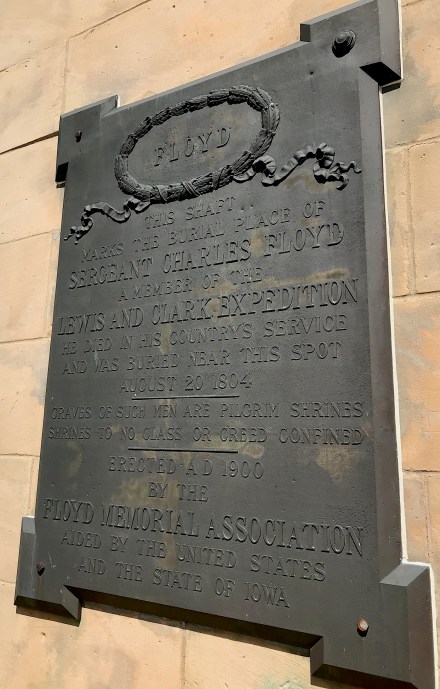 FLOYD
THIS SHAFT
MARKS THE BURIAL PLACE OF
SERGEANT CHARLES FLOYD
A MEMBER OF THE
LEWIS AND CLARK EXPEDITION
HE DIED IN HIS COUNTRY'S SERVICE
AND WAS BURIED NEAR THIS SPOT
AUGUST 20 1804
GRAVES OF SUCH MEN ARE PILGRIM SHRINES
SHRINES TO NO CLASS OR CREED CONFINED
ERECTED A D 1900
BY THE
FLOYD MEMORIAL ASSOCIATION
AIDED BY THE UNITED STATES
AND THE STATE OF IOWA